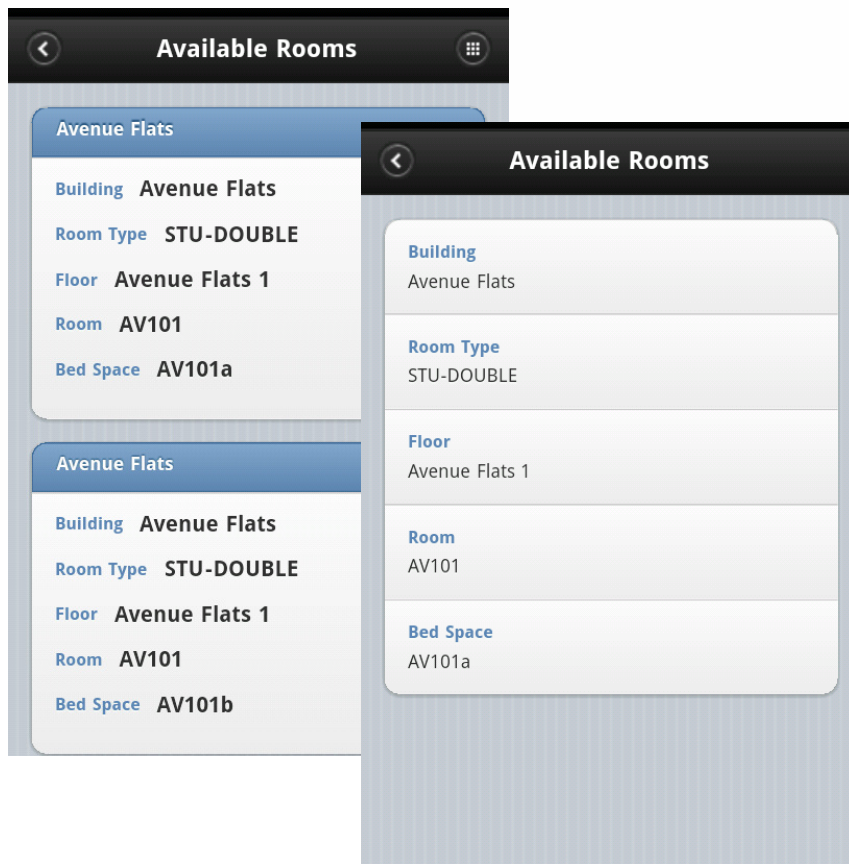 Available Rooms
Avenue Flats
Building Avenue Flats
Room Type STU-DOUBLE
Floor Avenue Flats 1
Room AV101
Bed Space AV101a
Avenue Flats
Building Avenue Flats
Room Type STU-DOUBLE
Floor Avenue Flats 1
Room AV101
Bed Space AV101b
Available Rooms
Building
Avenue Flats
Room Type
STU-DOUBLE
Floor
Avenue Flats 1
Room
AV101
Bed Space
AV101a